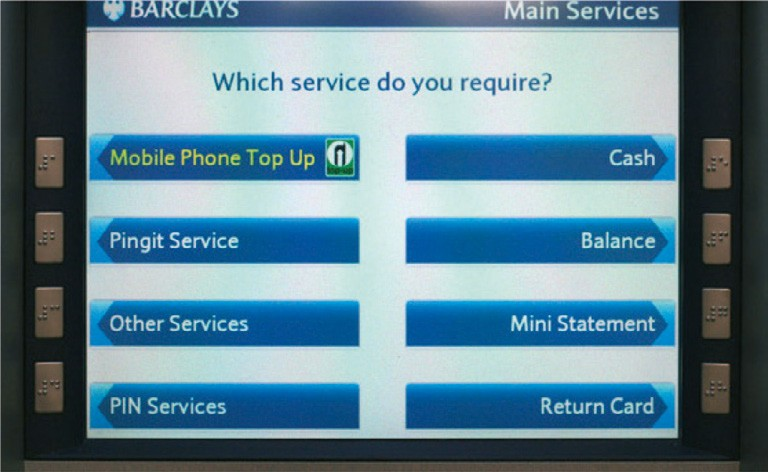 BARCLAYS
Main Services
Which service do you require?
Mobile Phone Top Up
Cash
Pingit Service
Balance
Other Services
Mini Statement
PIN Services
Return Card